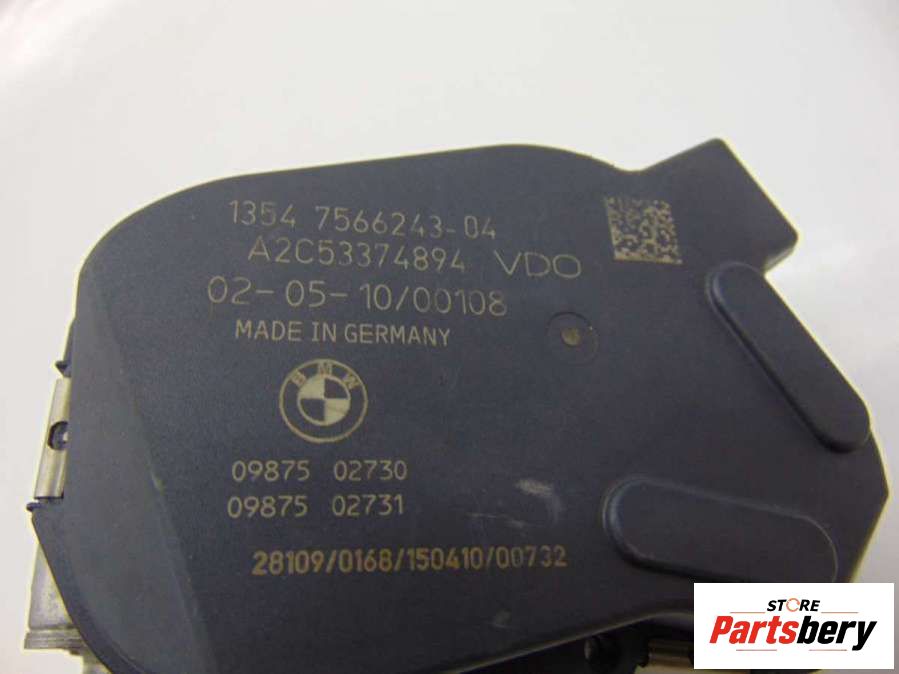 1354 7566243-04
A2C53374894 VDO
02-05-10/00108
MADE IN GERMANY
BMW
09875 02730
09875 02731
28109/0168/150410/00732
STORE
Partsbery